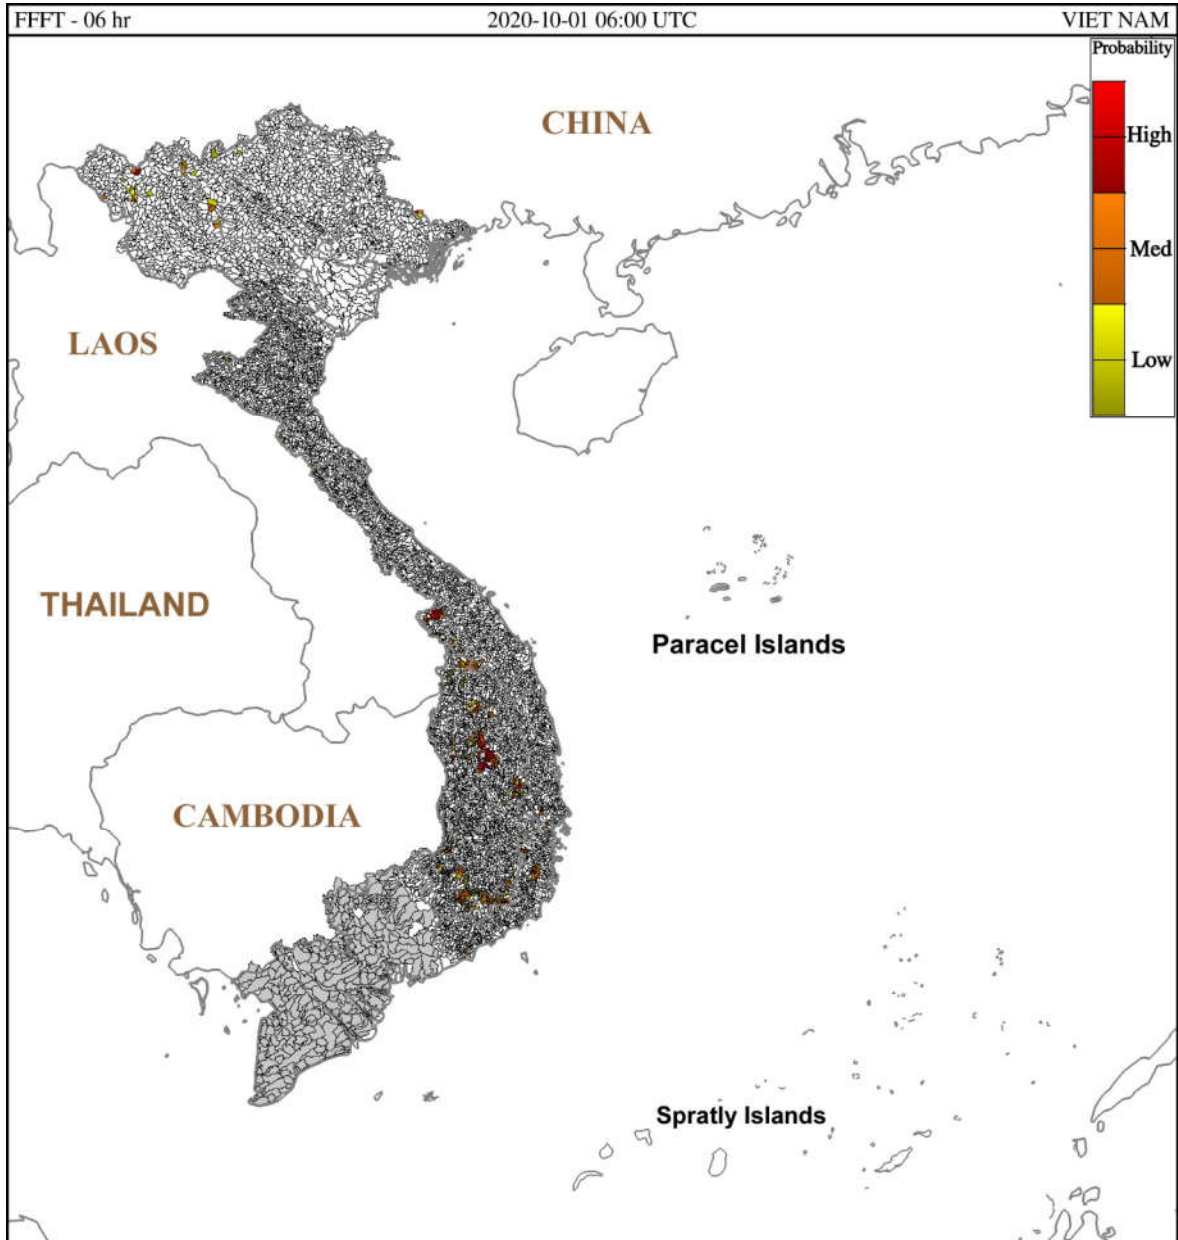 FFFT - 06 hr
2020-10-01 06:00 UTC
VIET NAM
Probability
High
Med
Low
CHINA
LAOS
THAILAND
Paracel Islands
CAMBODIA
Spratly Islands